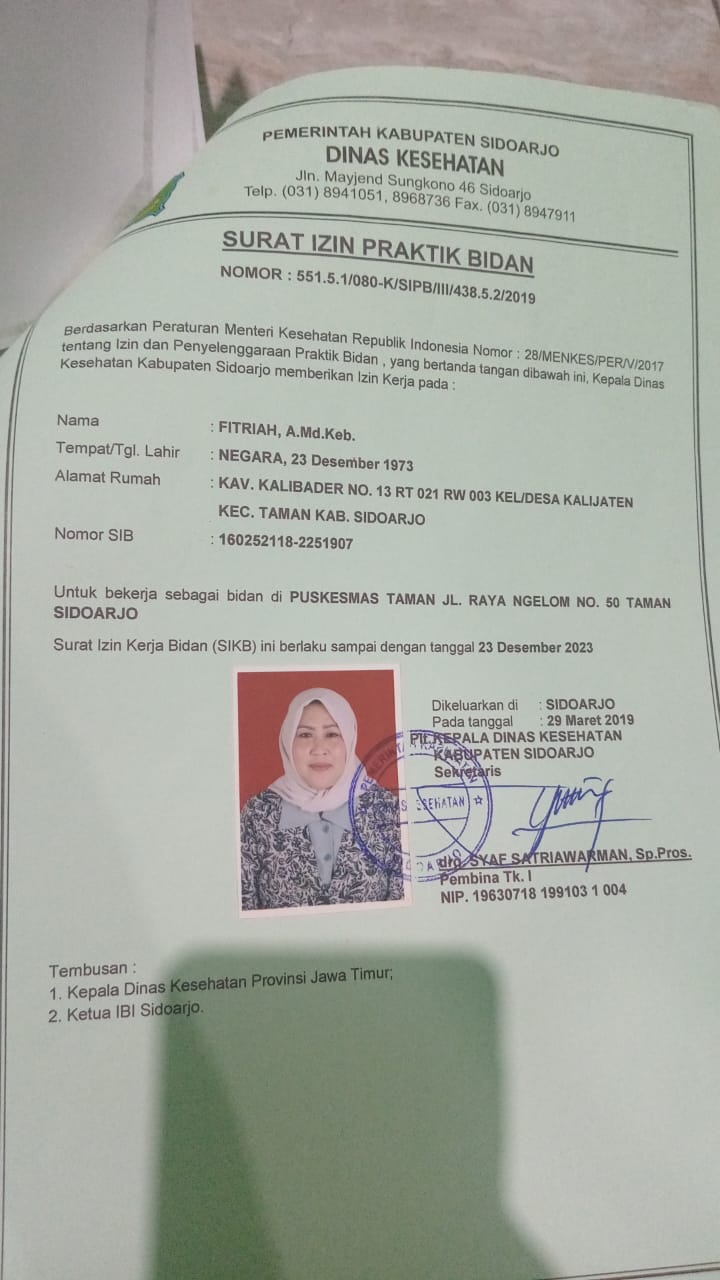 PEMERINTAH KABUPATEN SIDOARJO
DINAS KESEHATAN
Jln. Mayjend Sungkono 46 Sidoarjo
Telp. (031) 8941051, 8968736 Fax. (031) 8947911
SURAT IZIN PRAKTIK BIDAN
NOMOR : 551.5.1/080-K/SIPB/III/438.5.2/2019
Berdasarkan Peraturan Menteri Kesehatan Republik Indonesia Nomor : 28/MENKES/PER/V/2017
tentang Izin dan Penyelenggaraan Praktik Bidan , yang bertanda tangan dibawah ini, Kepala Dinas
Kesehatan Kabupaten Sidoarjo memberikan Izin Kerja pada :
Nama : FITRIAH, A.Md.Keb.
Tempat/Tgl. Lahir : NEGARA, 23 Desember 1973
Alamat Rumah : KAV. KALIBADER NO. 13 RT 021 RW 003 KEL/DESA KALIJATEN
KEC. TAMAN KAB. SIDOARJO
Nomor SIB : 160252118-2251907
Untuk bekerja sebagai bidan di PUSKESMAS TAMAN JL. RAYA NGELOM NO. 50 TAMAN
SIDOARJO
Surat Izin Kerja Bidan (SIKB) ini berlaku sampai dengan tanggal 23 Desember 2023
Dikeluarkan di : SIDOARJO
Pada tanggal : 29 Maret 2019
Plt.KEPALA DINAS KESEHATAN
KABUPATEN SIDOARJO
Sekretaris
drg. SYAF SATRIAWARMAN, Sp.Pros.
Pembina Tk. I
NIP. 19630718 199103 1 004
Tembusan :
1. Kepala Dinas Kesehatan Provinsi Jawa Timur;
2. Ketua IBI Sidoarjo.